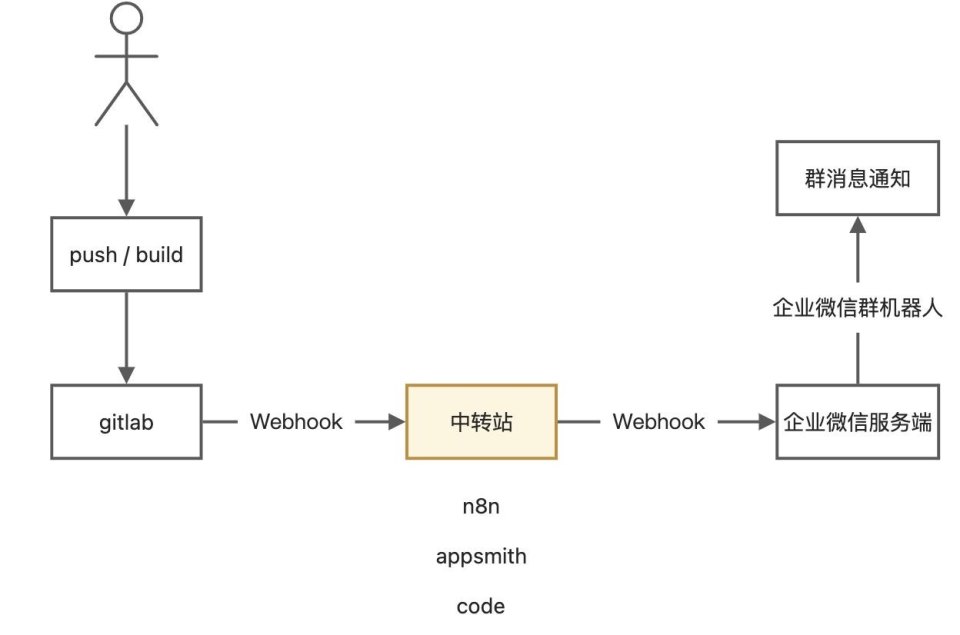 群消息通知
push / build
企业微信群机器人
gitlab
Webhook
中转站
Webhook
企业微信服务端
n8n
appsmith
code